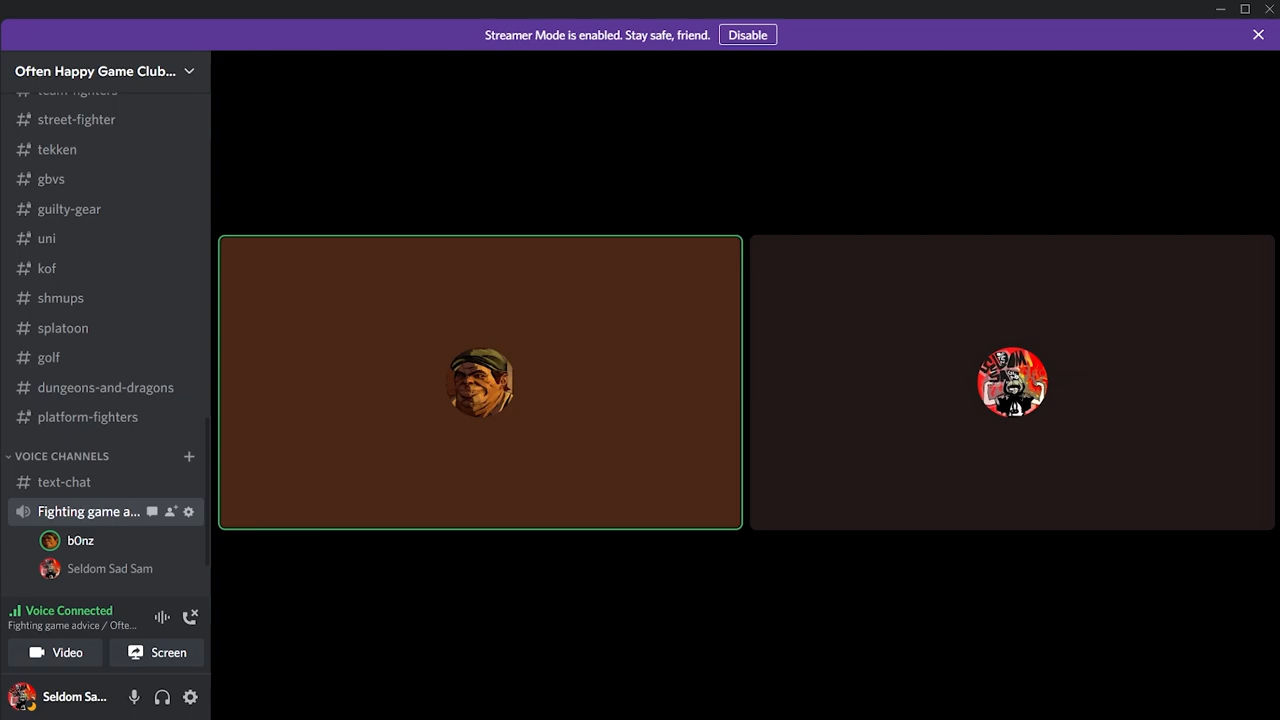 Streamer Mode is enabled. Stay safe, friend. Disable
Often Happy Game Club...
team-fighters
# street-fighter
# tekken
# gbvs
# guilty-gear
# uni
# kof
# shmups
# splatoon
# golf
# dungeons-and-dragons
# platform-fighters
VOICE CHANNELS +
# text-chat
Fighting game a...
b0nz
Seldom Sad Sam
Voice Connected
Fighting game advice / Ofte...
Video Screen
Seldom Sa...